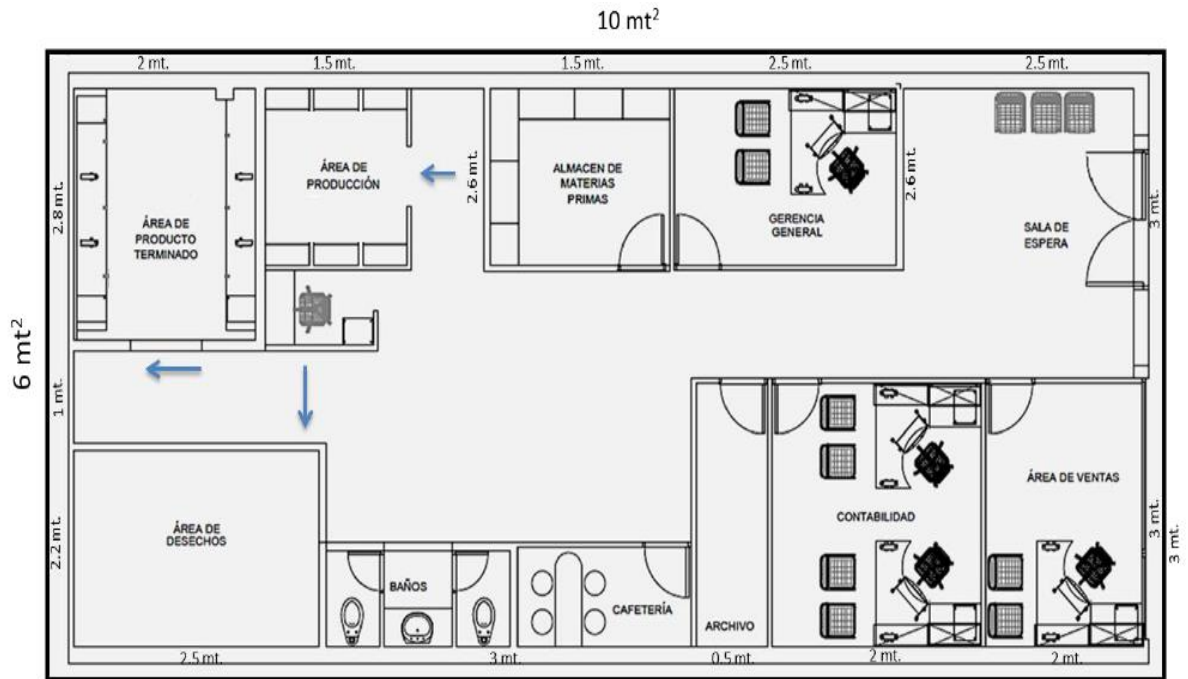 10 mt²
2 mt.
1.5 mt.
1.5 mt.
2.5 mt.
2.5 mt.
2.8 mt.
ÁREA DE
PRODUCTO
TERMINADO
ÁREA DE
PRODUCCIÓN
2.6 mt.
ALMACEN DE
MATERIAS
PRIMAS
GERENCIA
GENERAL
2.6 mt.
SALA DE
ESPERA
3 mt.
6 mt²
1 mt.
2.2 mt.
ÁREA DE
DESECHOS
BAÑOS
CAFETERÍA
ARCHIVO
CONTABILIDAD
ÁREA DE VENTAS
3 mt.
3 mt.
2.5 mt.
3 mt.
0.5 mt.
2 mt.
2 mt.